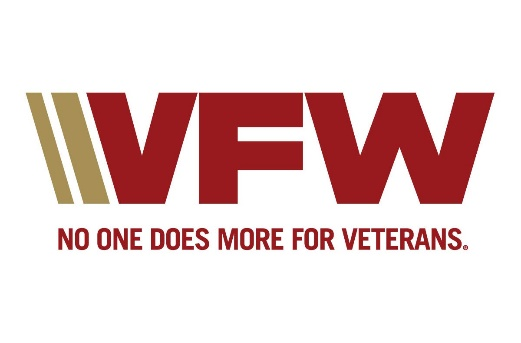 VFW
NO ONE DOES MORE FOR VETERANS.®